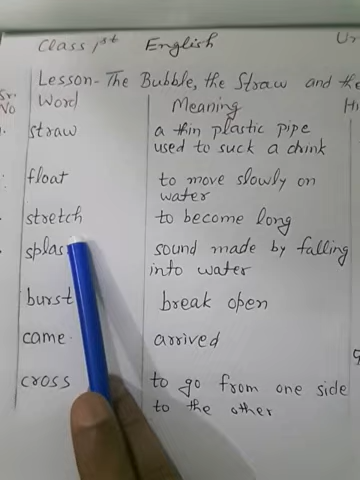 Class 1st English Ur
Lesson- The Bubble, the Straw and the
Sr. No Word Meaning Hi
straw a thin plastic pipe
used to suck a drink
float to move slowly on
water
stretch to become long
splas sound made by falling
into water
burst break open
came arrived
cross to go from one side
to the other